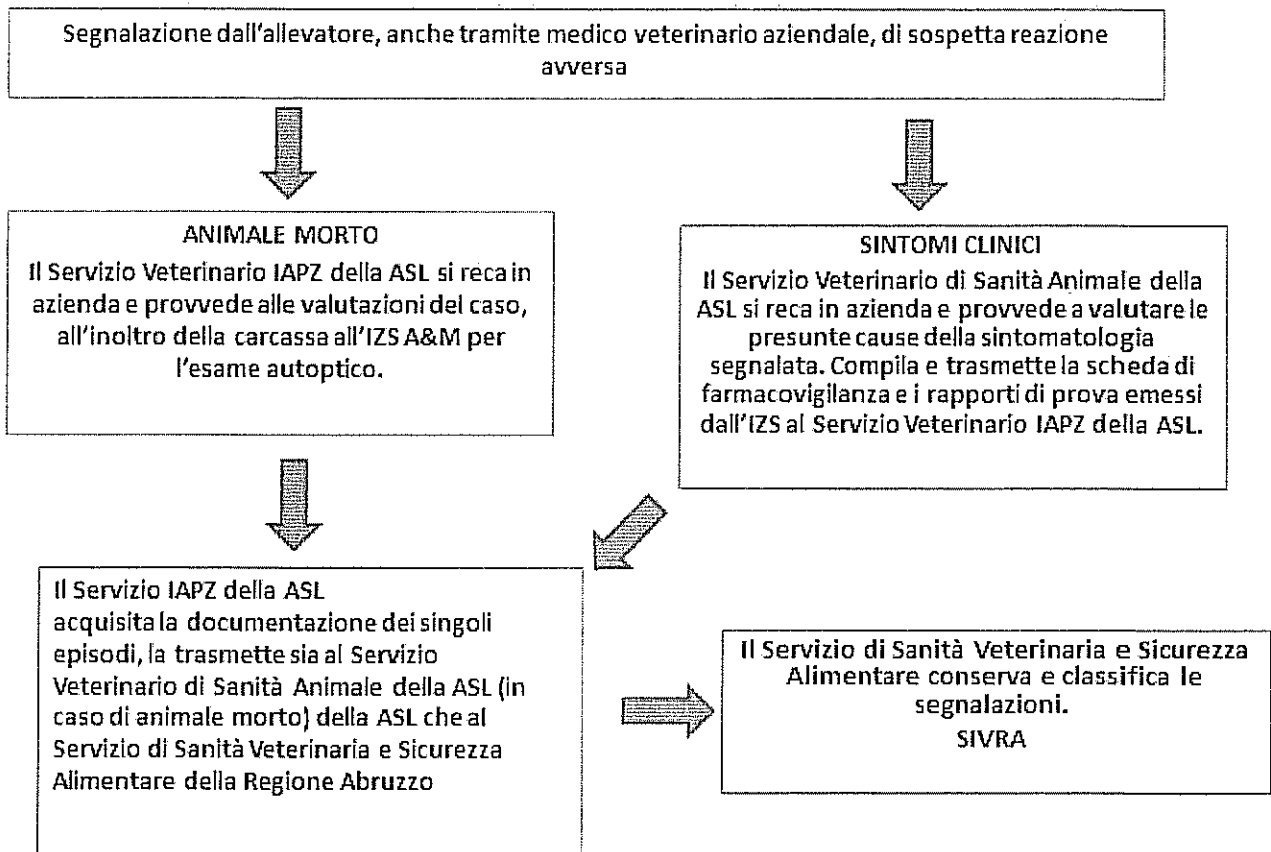 Segnalazione dall'allevatore, anche tramite medico veterinario aziendale, di sospetta reazione
avversa
ANIMALE MORTO
Il Servizio Veterinario IAPZ della ASL si reca in
azienda e provvede alle valutazioni del caso,
all'inoltro della carcassa all'IZS A&M per
l'esame autoptico.
SINTOMI CLINICI
Il Servizio Veterinario di Sanità Animale della
ASL si reca in azienda e provvede a valutare le
presunte cause della sintomatologia
segnalata. Compila e trasmette la scheda di
farmacovigilanza e i rapporti di prova emessi
dall'IZS al Servizio Veterinario IAPZ della ASL.
Il Servizio IAPZ della ASL
acquisita la documentazione dei singoli
episodi, la trasmette sia al Servizio
Veterinario di Sanità Animale della ASL (in
caso di animale morto) della ASL che al
Servizio di Sanità Veterinaria e Sicurezza
Alimentare della Regione Abruzzo
Il Servizio di Sanità Veterinaria e Sicurezza
Alimentare conserva e classifica le
segnalazioni.
SIVRA